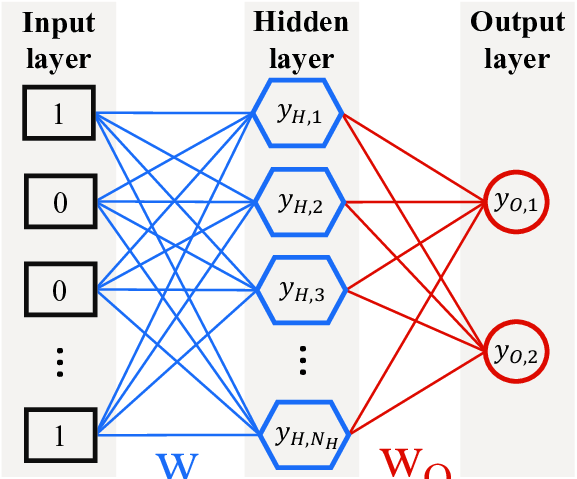 Input layer
Hidden layer
Output layer
1
0
0
⋮
1
y_{H,1}
y_{H,2}
y_{H,3}
⋮
y_{H,N_H}
y_{O,1}
y_{O,2}
W
W_O